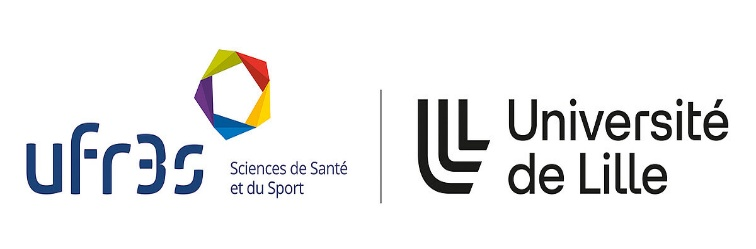 ufr3s
Sciences de Santé
et du Sport
Université
de Lille